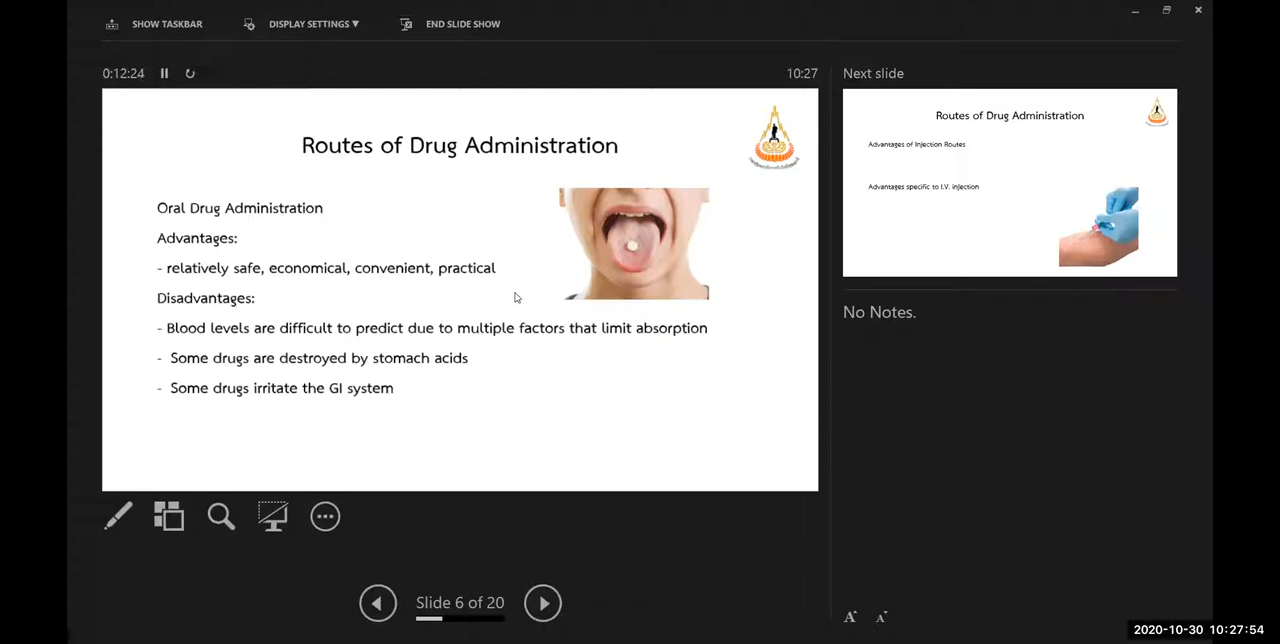 SHOW TASKBAR
DISPLAY SETTINGS ▼
END SLIDE SHOW
0:12:24
10:27
Next slide
Routes of Drug Administration
Oral Drug Administration
Advantages:
- relatively safe, economical, convenient, practical
Disadvantages:
- Blood levels are difficult to predict due to multiple factors that limit absorption
- Some drugs are destroyed by stomach acids
- Some drugs irritate the GI system
Routes of Drug Administration
Advantages of Injection Routes
Advantages specific to I.V. injection
No Notes.
Slide 6 of 20
A A
2020-10-30 10:27:54